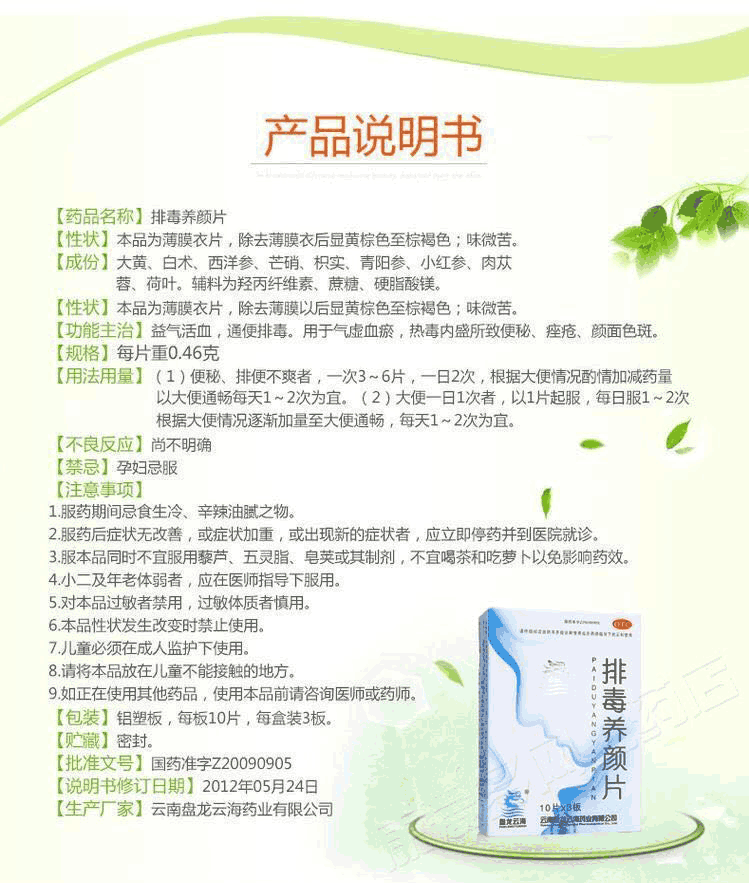 产品说明书
【药品名称】排毒养颜片
【性状】本品为薄膜衣片，除去薄膜衣后显黄棕色至棕褐色；味微苦。
【成份】大黄、白术、西洋参、芒硝、枳实、青阳参、小红参、肉苁
蓉、荷叶。辅料为羟丙纤维素、蔗糖、硬脂酸镁。
【性状】本品为薄膜衣片，除去薄膜以后显黄棕色至棕褐色；味微苦。
【功能主治】益气活血，通便排毒。用于气虚血瘀，热毒内盛所致便秘、痤疮、颜面色斑。
【规格】每片重0.46克
【用法用量】（1）便秘、排便不爽者，一次3～6片，一日2次，根据大便情况酌情加减药量
以大便通畅每天1～2次为宜。（2）大便一日1次者，以1片起服，每日服1～2次
根据大便情况逐渐加量至大便通畅，每天1～2次为宜。
【不良反应】尚不明确
【禁忌】孕妇忌服
【注意事项】
1.服药期间忌食生冷、辛辣油腻之物。
2.服药后症状无改善，或症状加重，或出现新的症状者，应立即停药并到医院就诊。
3.服本品同时不宜服用藜芦、五灵脂、皂荚或其制剂，不宜喝茶和吃萝卜以免影响药效。
4.小二及年老体弱者，应在医师指导下服用。
5.对本品过敏者禁用，过敏体质者慎用。
6.本品性状发生改变时禁止使用。
7.儿童必须在成人监护下使用。
8.请将本品放在儿童不能接触的地方。
9.如正在使用其他药品，使用本品前请咨询医师或药师。
【包装】铝塑板，每板10片，每盒装3板。
【贮藏】密封。
【批准文号】国药准字Z20090905
【说明书修订日期】2012年05月24日
【生产厂家】云南盘龙云海药业有限公司
OTC
排毒养颜片
PAIDUYANGYANPIAN
10片x3板
盘龙云海
云南盘龙云海药业有限公司